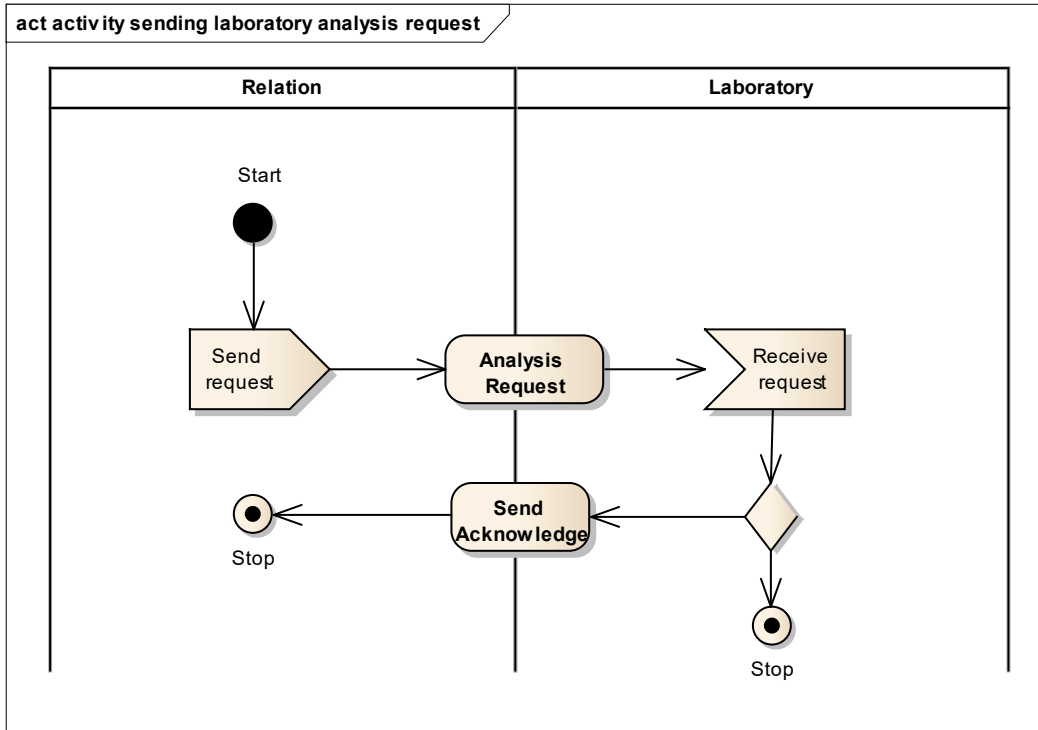 act activity sending laboratory analysis request
Relation
Laboratory
Start
Send
request
Analysis
Request
Receive
request
Send
Acknowledge
Stop
Stop